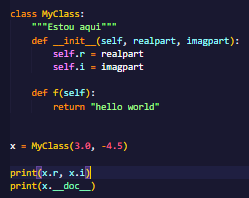 class MyClass:
    """Estou aqui"""
    def __init__(self, realpart, imagpart):
        self.r = realpart
        self.i = imagpart

    def f(self):
        return "hello world"


x = MyClass(3.0, -4.5)

print(x.r, x.i)
print(x.__doc__)